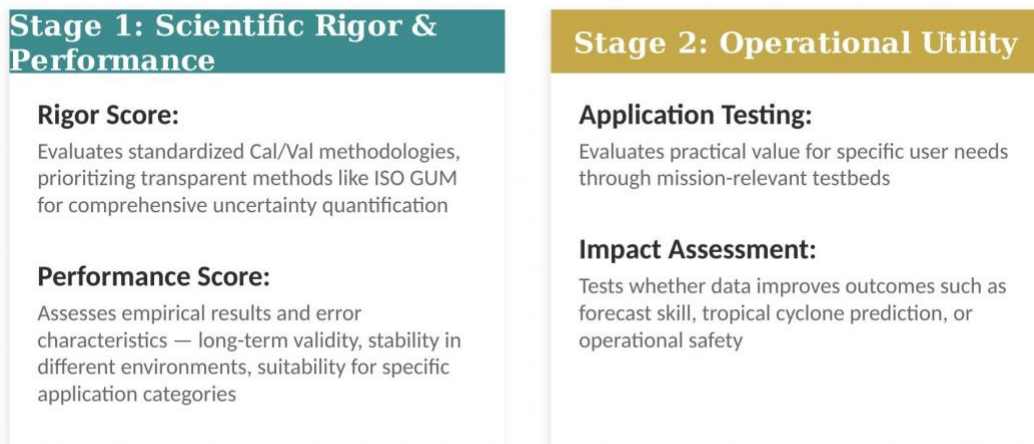 Stage 1: Scientific Rigor &
Performance
Rigor Score:
Evaluates standardized Cal/Val methodologies,
prioritizing transparent methods like ISO GUM
for comprehensive uncertainty quantification
Performance Score:
Assesses empirical results and error
characteristics — long-term validity, stability in
different environments, suitability for specific
application categories
Stage 2: Operational Utility
Application Testing:
Evaluates practical value for specific user needs
through mission-relevant testbeds
Impact Assessment:
Tests whether data improves outcomes such as
forecast skill, tropical cyclone prediction, or
operational safety